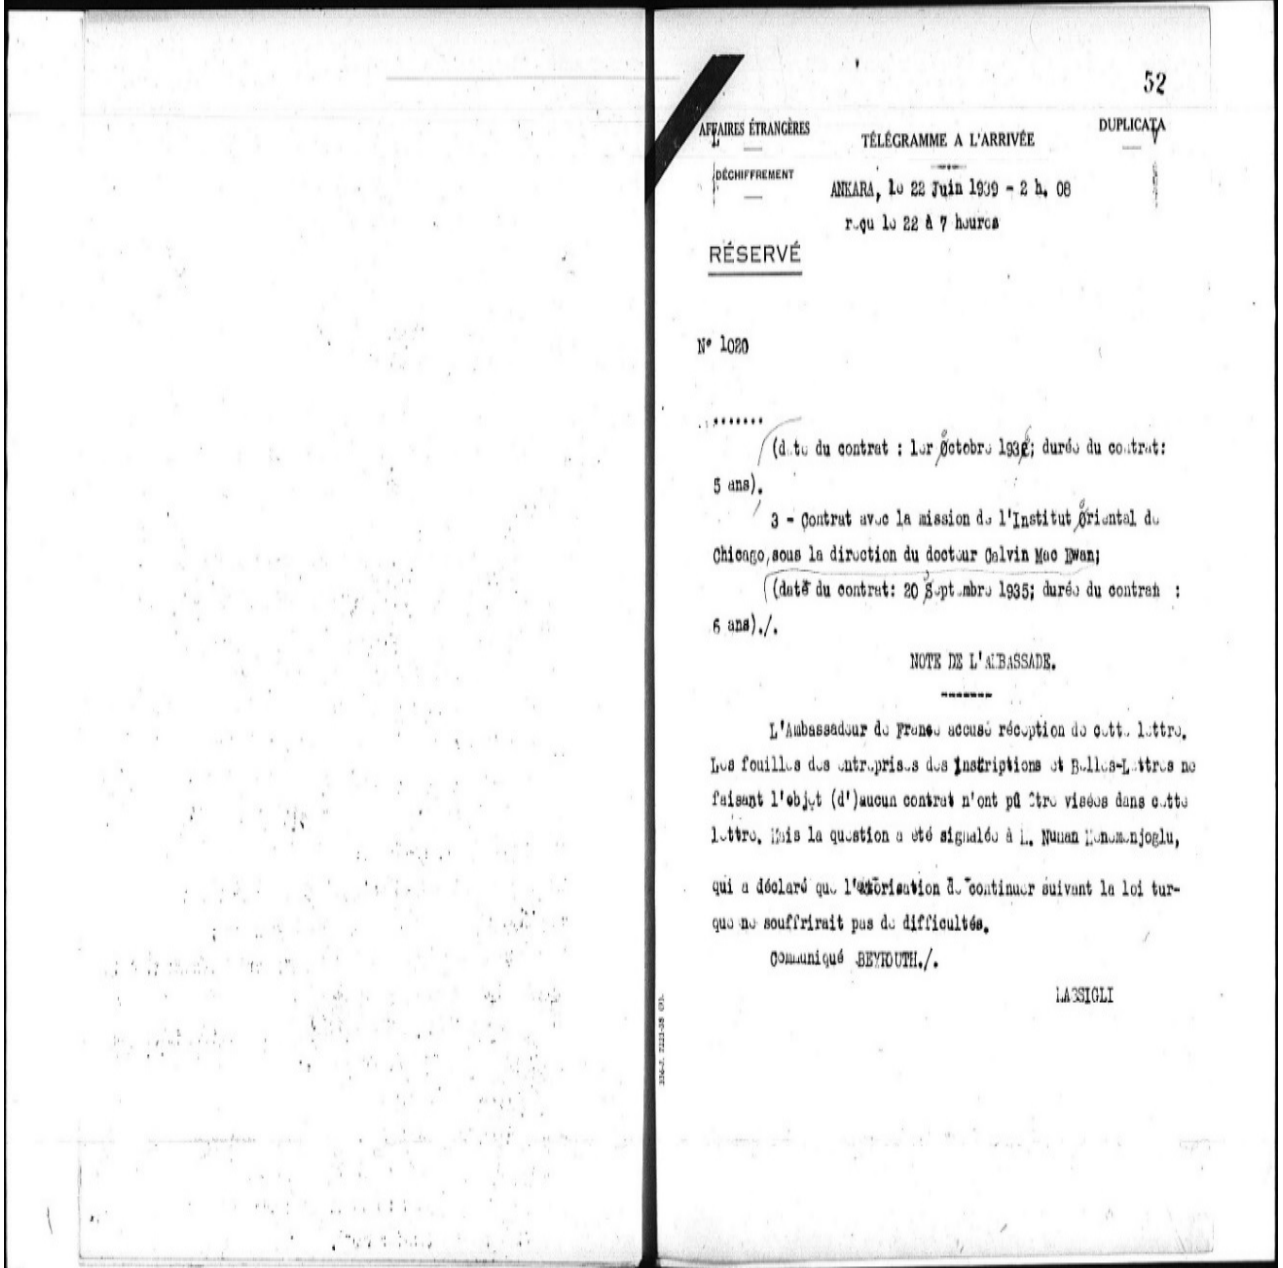 52
AFFAIRES ÉTRANGÈRES
DUPLICATA
TÉLÉGRAMME A L'ARRIVÉE
DÉCHIFFREMENT
ANKARA, le 22 Juin 1939 - 2 h. 08
reçu le 22 à 7 heures
RÉSERVÉ
N° 1020
.......
(date du contrat : 1er octobre 1936; durée du contrat:
5 ans).
3 - Contrat avec la mission de l'Institut oriental de
Chicago, sous la direction du docteur Calvin Mac Ewan;
(date du contrat: 20 septembre 1935; durée du contrat :
6 ans)./.
NOTE DE L'AMBASSADE.
-------
L'Ambassadeur de France accuse réception de cette lettre.
Les fouilles des entreprises des Inscriptions et Belles-Lettres ne
faisant l'objet (d')aucun contrat n'ont pû être visées dans cette
lettre. Mais la question a été signalée à M. Numan Menemenjoglu,
qui a déclaré que l'autorisation de continuer suivant la loi tur-
que ne souffrirait pas de difficultés.
Communiqué BEYROUTH./.
MASSIGLI